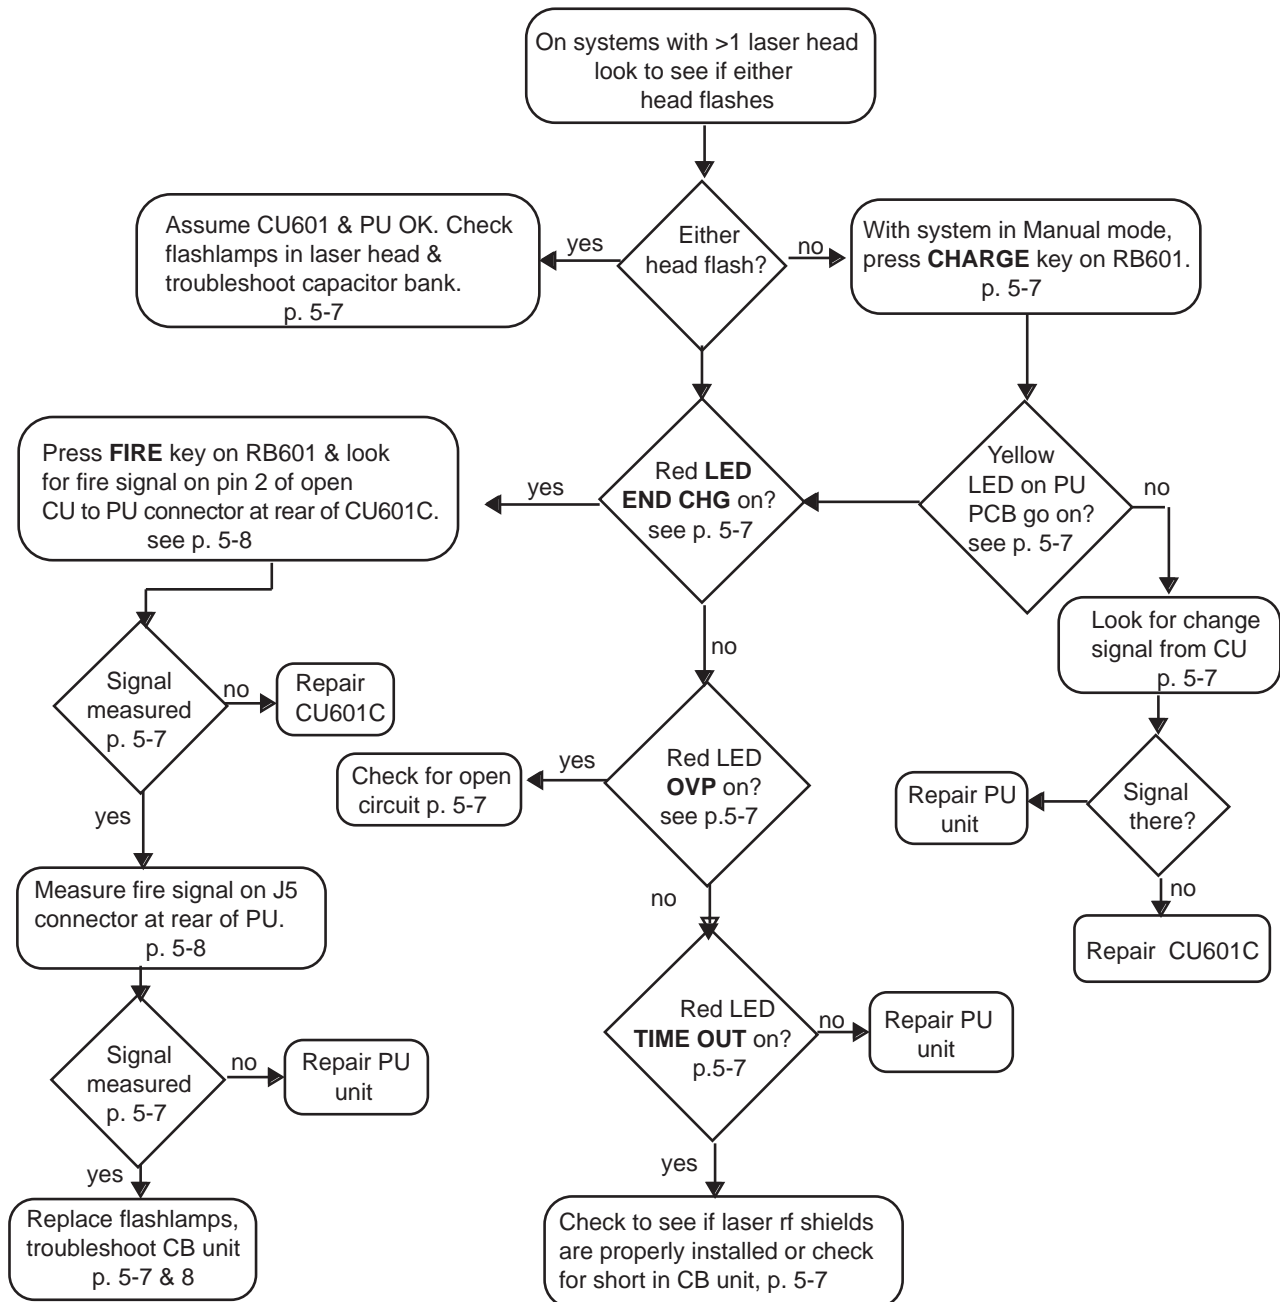 On systems with >1 laser head
look to see if either
head flashes
Either
head flash?
yes
no
Assume CU601 & PU OK. Check
flashlamps in laser head &
troubleshoot capacitor bank.
p. 5-7
With system in Manual mode,
press CHARGE key on RB601.
p. 5-7
Press FIRE key on RB601 & look
for fire signal on pin 2 of open
CU to PU connector at rear of CU601C.
see p. 5-8
yes
Red LED
END CHG on?
see p. 5-7
Yellow
LED on PU
PCB go on?
see p. 5-7
no
no
Look for change
signal from CU
p. 5-7
Signal
measured
p. 5-7
no
Repair
CU601C
yes
Check for open
circuit p. 5-7
yes
Red LED
OVP on?
see p.5-7
no
Repair PU
unit
Signal
there?
no
Repair CU601C
Measure fire signal on J5
connector at rear of PU.
p. 5-8
Signal
measured
p. 5-7
no
Repair PU
unit
yes
Red LED
TIME OUT on?
p.5-7
no
Repair PU
unit
yes
Replace flashlamps,
troubleshoot CB unit
p. 5-7 & 8
Check to see if laser rf shields
are properly installed or check
for short in CB unit, p. 5-7